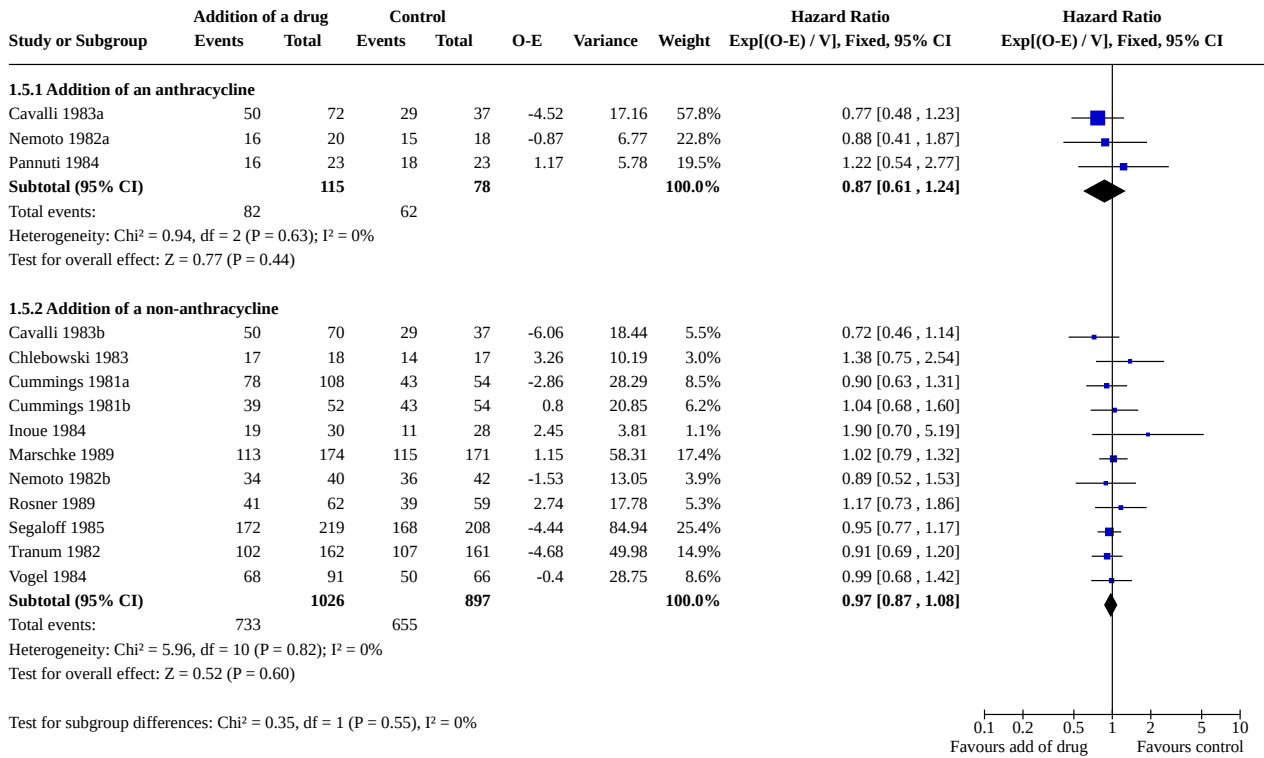 Addition of a drug Control Hazard Ratio Hazard Ratio
Study or Subgroup Events Total Events Total O-E Variance Weight Exp[(O-E) / V], Fixed, 95% CI Exp[(O-E) / V], Fixed, 95% CI
1.5.1 Addition of an anthracycline
Cavalli 1983a 50 72 29 37 -4.52 17.16 57.8% 0.77 [0.48 , 1.23]
Nemoto 1982a 16 20 15 18 -0.87 6.77 22.8% 0.88 [0.41 , 1.87]
Pannuti 1984 16 23 18 23 1.17 5.78 19.5% 1.22 [0.54 , 2.77]
Subtotal (95% CI) 115 78 100.0% 0.87 [0.61 , 1.24]
Total events: 82 62
Heterogeneity: Chi² = 0.94, df = 2 (P = 0.63); I² = 0%
Test for overall effect: Z = 0.77 (P = 0.44)
1.5.2 Addition of a non-anthracycline
Cavalli 1983b 50 70 29 37 -6.06 18.44 5.5% 0.72 [0.46 , 1.14]
Chlebowski 1983 17 18 14 17 3.26 10.19 3.0% 1.38 [0.75 , 2.54]
Cummings 1981a 78 108 43 54 -2.86 28.29 8.5% 0.90 [0.63 , 1.31]
Cummings 1981b 39 52 43 54 0.8 20.85 6.2% 1.04 [0.68 , 1.60]
Inoue 1984 19 30 11 28 2.45 3.81 1.1% 1.90 [0.70 , 5.19]
Marschke 1989 113 174 115 171 1.15 58.31 17.4% 1.02 [0.79 , 1.32]
Nemoto 1982b 34 40 36 42 -1.53 13.05 3.9% 0.89 [0.52 , 1.53]
Rosner 1989 41 62 39 59 2.74 17.78 5.3% 1.17 [0.73 , 1.86]
Segaloff 1985 172 219 168 208 -4.44 84.94 25.4% 0.95 [0.77 , 1.17]
Tranum 1982 102 162 107 161 -4.68 49.98 14.9% 0.91 [0.69 , 1.20]
Vogel 1984 68 91 50 66 -0.4 28.75 8.6% 0.99 [0.68 , 1.42]
Subtotal (95% CI) 1026 897 100.0% 0.97 [0.87 , 1.08]
Total events: 733 655
Heterogeneity: Chi² = 5.96, df = 10 (P = 0.82); I² = 0%
Test for overall effect: Z = 0.52 (P = 0.60)
Test for subgroup differences: Chi² = 0.35, df = 1 (P = 0.55), I² = 0%
0.1 0.2 0.5 1 2 5 10
Favours add of drug Favours control